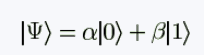 |Ψ⟩ = α|0⟩ + β|1⟩